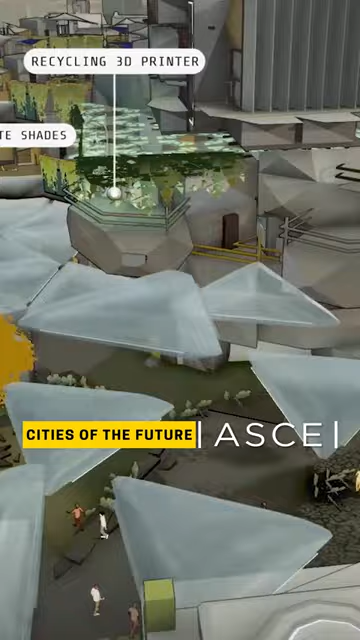 RECYCLING 3D PRINTER
TE SHADES
CITIES OF THE FUTURE | ASCE |